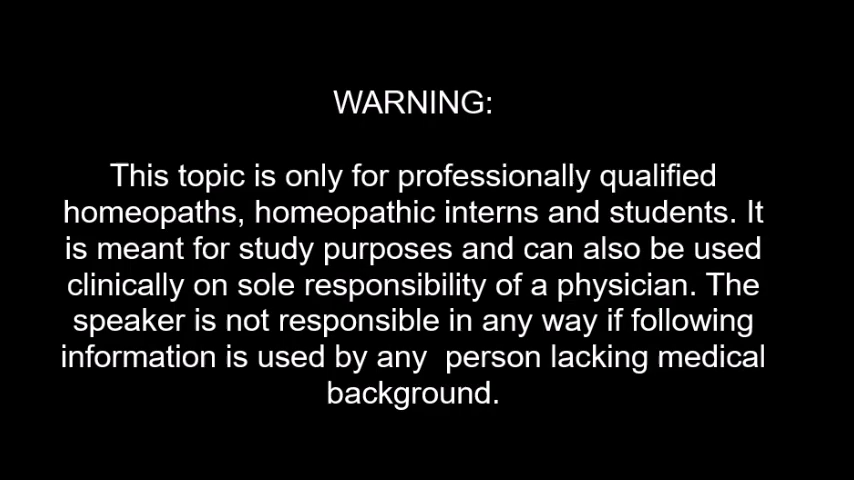 WARNING:
This topic is only for professionally qualified
homeopaths, homeopathic interns and students. It
is meant for study purposes and can also be used
clinically on sole responsibility of a physician. The
speaker is not responsible in any way if following
information is used by any  person lacking medical
background.